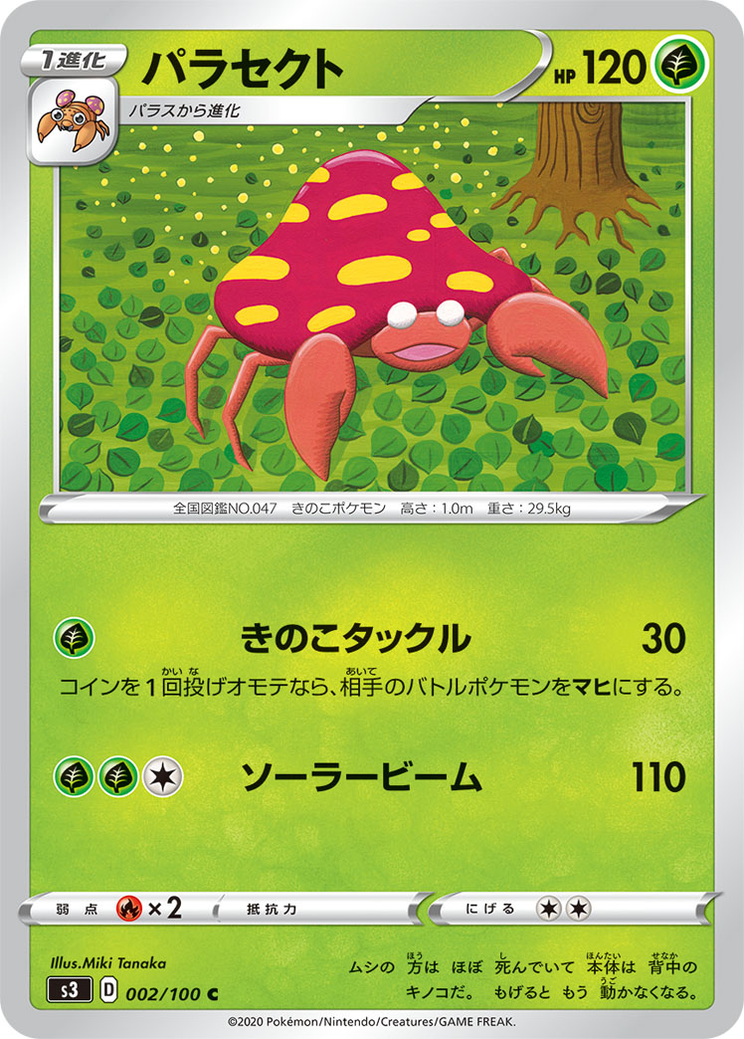 1進化
パラセクト
HP 120
パラスから進化
全国図鑑NO.047 きのこポケモン 高さ：1.0m 重さ：29.5kg
きのこタックル 30
コインを1回投げオモテなら、相手のバトルポケモンをマヒにする。
ソーラービーム 110
弱点 ×2 抵抗力 にげる
Illus.Miki Tanaka
ムシの 方は ほぼ 死んでいて 本体は 背中の
キノコだ。 もげると もう 動かなくなる。
s3 D 002/100 C
©2020 Pokémon/Nintendo/Creatures/GAME FREAK.